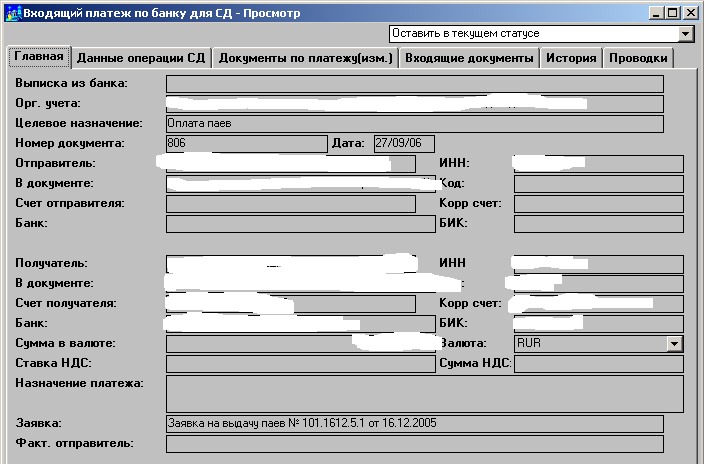 Входящий платеж по банку для СД - Просмотр
Оставить в текущем статусе
Главная Данные операции СД Документы по платежу(изм.) Входящие документы История Проводки
Выписка из банка:
Орг. учета:
Целевое назначение: Оплата паев
Номер документа: 806 Дата: 27/09/06
Отправитель: ИНН:
В документе: Код:
Счет отправителя: Корр счет:
Банк: БИК:
Получатель: ИНН
В документе: :
Счет получателя: Корр счет:
Банк: БИК:
Сумма в валюте: Валюта: RUR
Ставка НДС: Сумма НДС:
Назначение платежа:
Заявка: Заявка на выдачу паев № 101.1612.5.1 от 16.12.2005
Факт. отправитель: